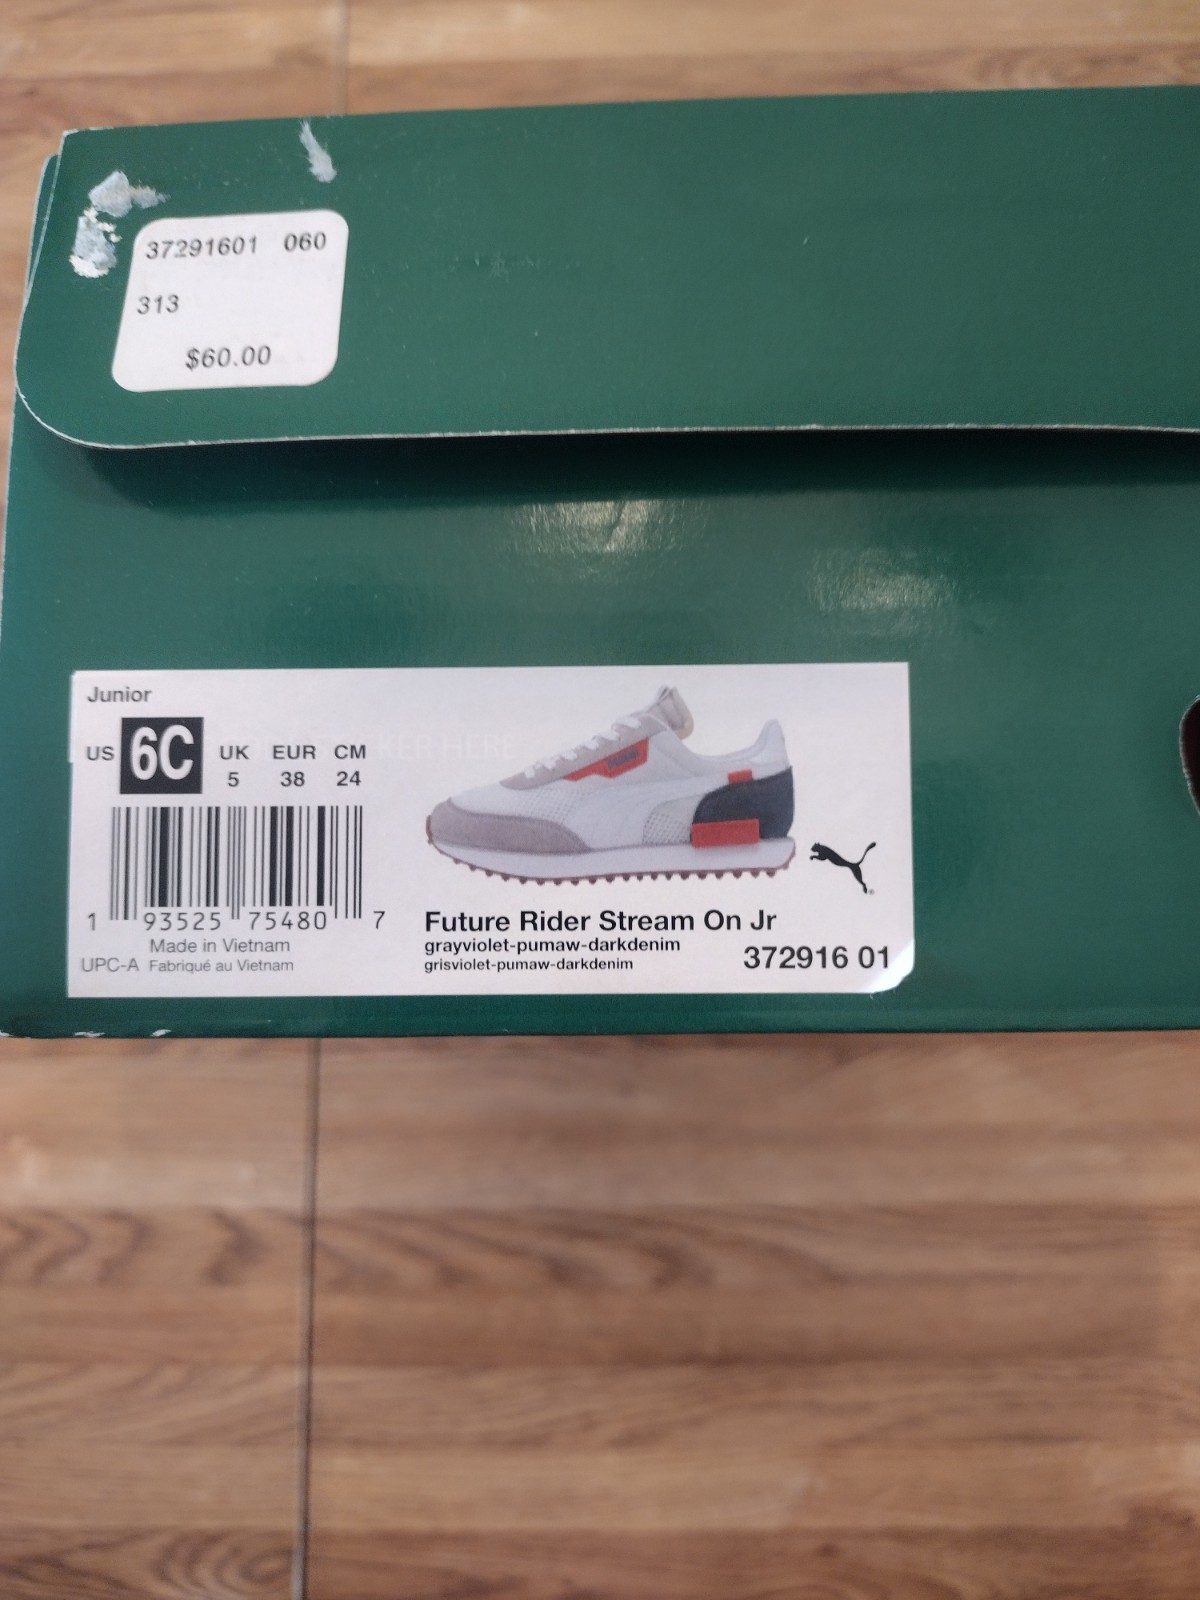 37291601 060
313
$60.00
Junior
US 6C UK EUR CM
5 38 24
KER HERE
1 93525 75480 7
Made in Vietnam
UPC-A Fabriqué au Vietnam
Future Rider Stream On Jr
grayviolet-pumaw-darkdenim
grisviolet-pumaw-darkdenim
372916 01